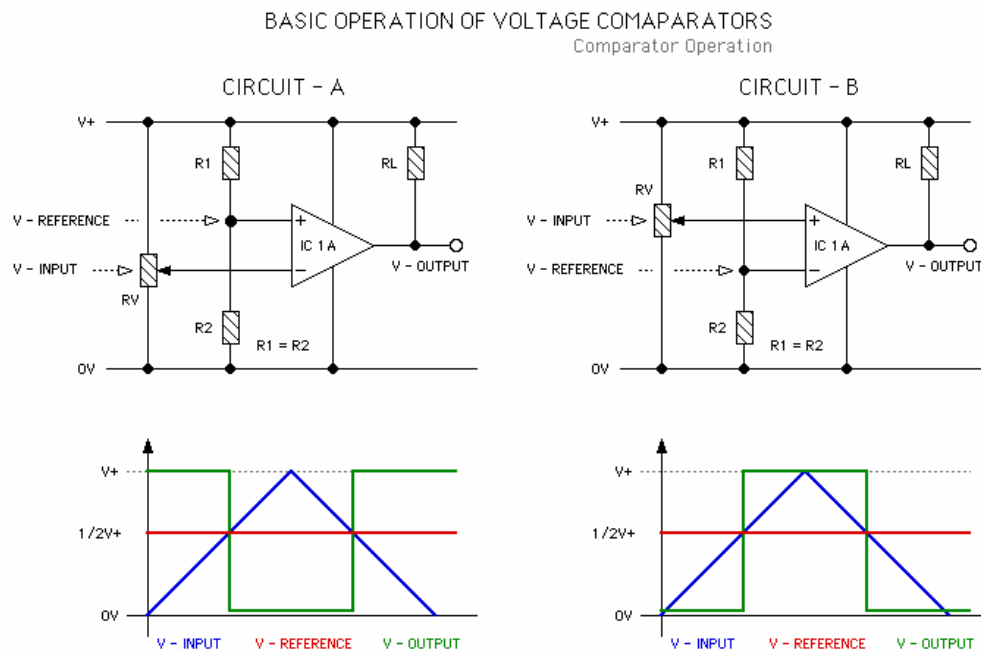 BASIC OPERATION OF VOLTAGE COMAPARATORS
Comparator Operation
CIRCUIT - A
V+
R1
RL
V - REFERENCE
+
IC 1A
V - INPUT
-
V - OUTPUT
RV
R2
R1 = R2
0V
CIRCUIT - B
V+
R1
RL
RV
V - INPUT
+
IC 1A
V - REFERENCE
-
V - OUTPUT
R2
R1 = R2
0V
V+
1/2V+
0V
V - INPUT V - REFERENCE V - OUTPUT
V+
1/2V+
0V
V - INPUT V - REFERENCE V - OUTPUT